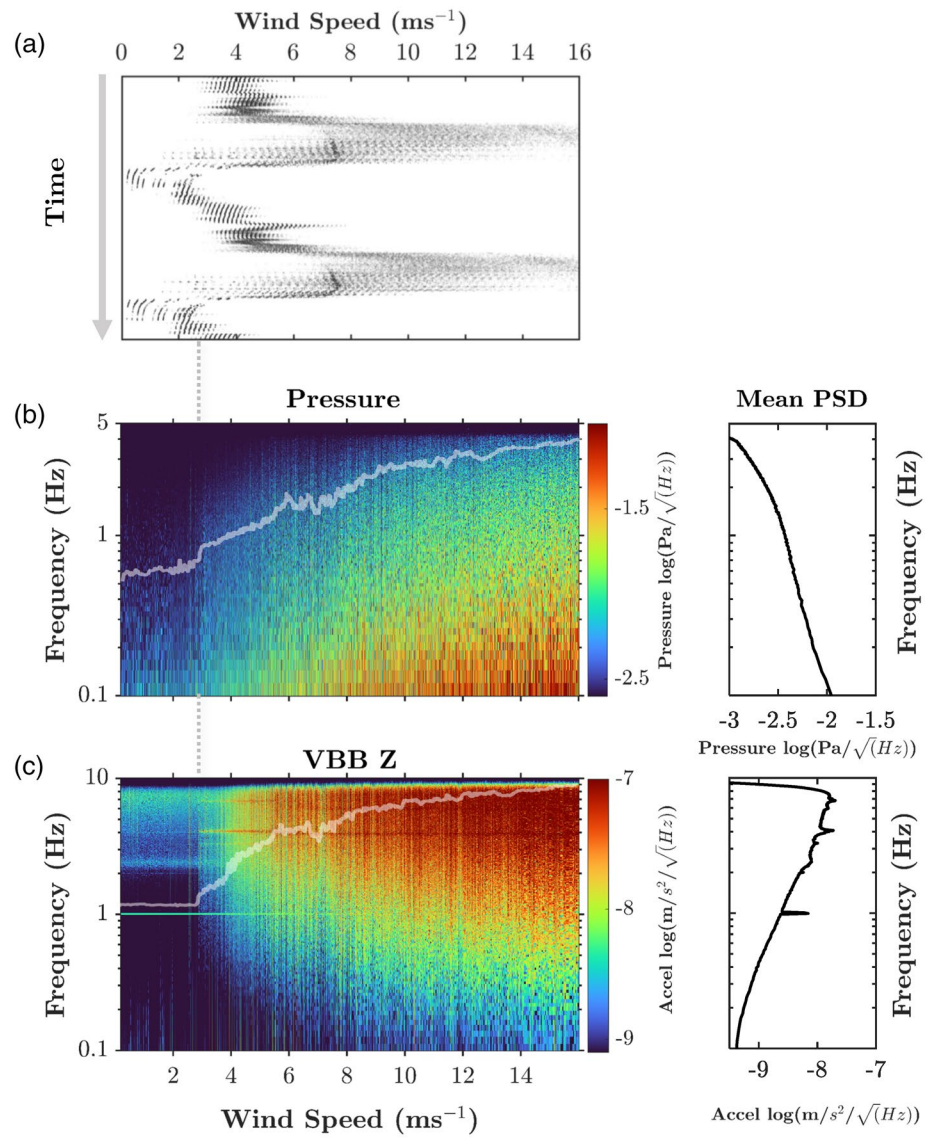 Wind Speed (ms⁻¹)
(a)
0 2 4 6 8 10 12 14 16
Time
(b)
Pressure
Mean PSD
5
1
0.1
Frequency (Hz)
-1.5
-2.5
Pressure log(Pa/√(Hz))
Frequency (Hz)
-3 -2.5 -2 -1.5
Pressure log(Pa/√(Hz))
(c)
VBB Z
10
1
0.1
Frequency (Hz)
-7
-8
-9
Accel log(m/s²/√(Hz))
Frequency (Hz)
2 4 6 8 10 12 14
-9 -8 -7
Wind Speed (ms⁻¹)
Accel log(m/s²/√(Hz))